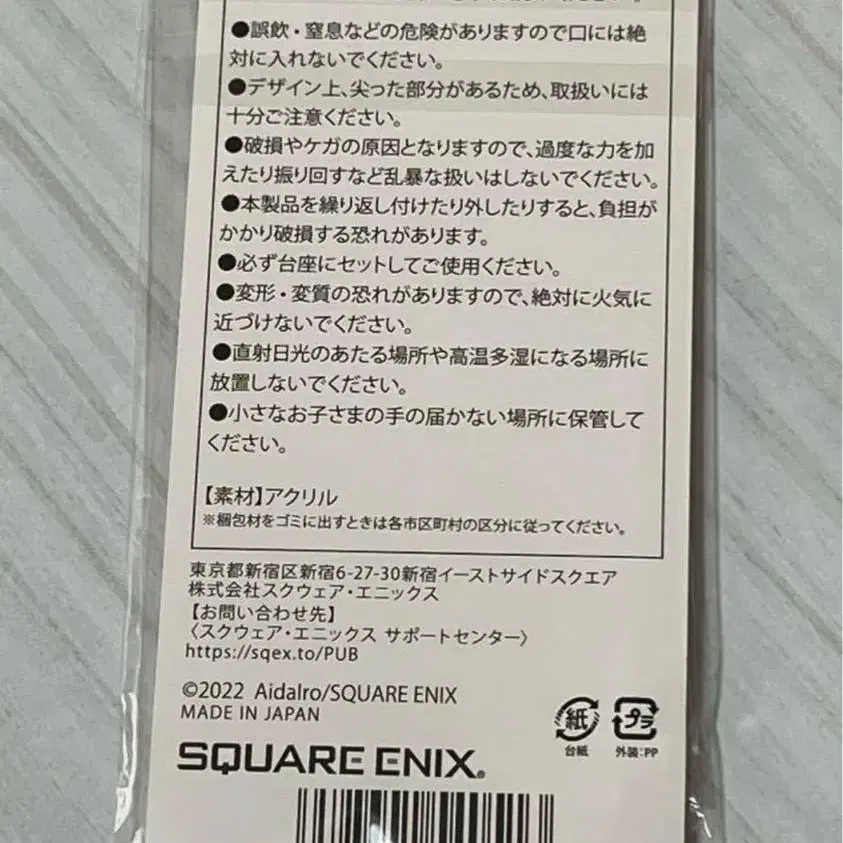 ●誤飲・窒息などの危険がありますので口には絶
対に入れないでください。
●デザイン上、尖った部分があるため、取扱いには
十分ご注意ください。
●破損やケガの原因となりますので、過度な力を加
えたり振り回すなど乱暴な扱いはしないでください。
●本製品を繰り返し付けたり外したりすると、負担が
かかり破損する恐れがあります。
●必ず台座にセットしてご使用ください。
●変形・変質の恐れがありますので、絶対に火気に
近づけないでください。
●直射日光のあたる場所や高温多湿になる場所に
放置しないでください。
●小さなお子さまの手の届かない場所に保管して
ください。
【素材】アクリル
※梱包材をゴミに出すときは各市区町村の区分に従ってください。
東京都新宿区新宿6-27-30新宿イーストサイドスクエア
株式会社スクウェア・エニックス
【お問い合わせ先】
〈スクウェア・エニックス サポートセンター〉
https://sqex.to/PUB
©2022 AidaIro/SQUARE ENIX
MADE IN JAPAN
紙
台紙
プラ
外装:PP
SQUARE ENIX®